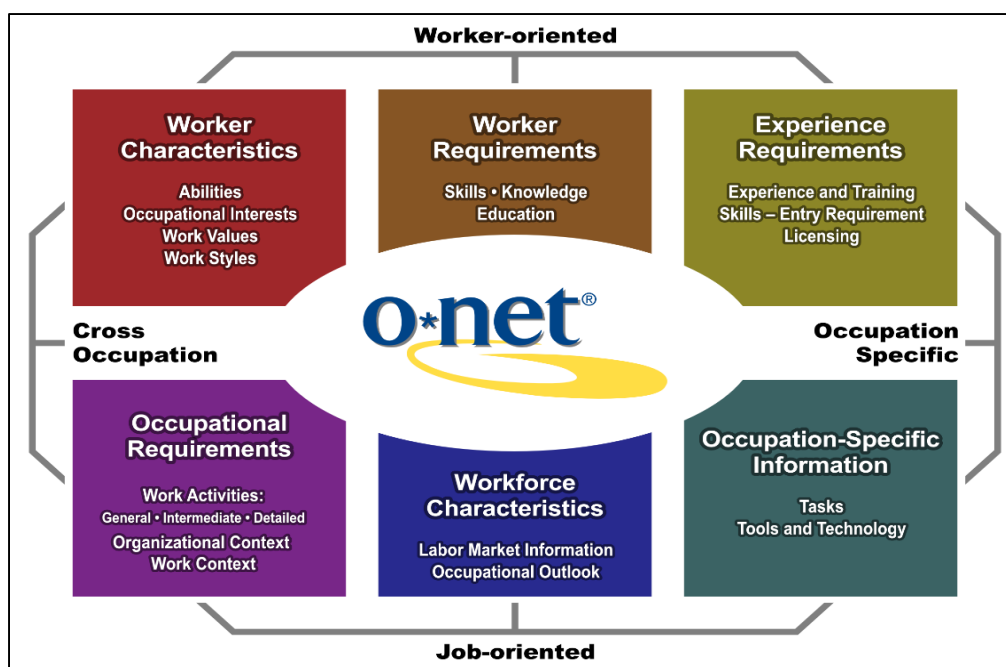 Worker-oriented
Worker
Characteristics
Abilities
Occupational Interests
Work Values
Work Styles
Worker
Requirements
Skills • Knowledge
Education
Experience
Requirements
Experience and Training
Skills – Entry Requirement
Licensing
Cross
Occupation
o*net®
Occupation
Specific
Occupational
Requirements
Work Activities:
General • Intermediate • Detailed
Organizational Context
Work Context
Workforce
Characteristics
Labor Market Information
Occupational Outlook
Occupation-Specific
Information
Tasks
Tools and Technology
Job-oriented